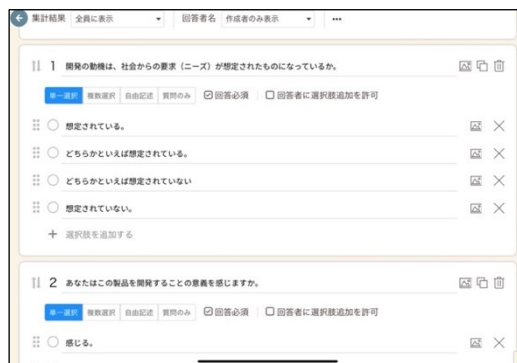 集計結果 全員に表示 回答者名 作成者のみ表示 •••
1 開発の動機は、社会からの要求（ニーズ）が想定されたものになっているか。
単一選択 複数選択 自由記述 質問のみ 回答必須 回答者に選択肢追加を許可
想定されている。
どちらかといえば想定されている。
どちらかといえば想定されていない
想定されていない。
+ 選択肢を追加する
2 あなたはこの製品を開発することの意義を感じますか。
単一選択 複数選択 自由記述 質問のみ 回答必須 回答者に選択肢追加を許可
感じる。